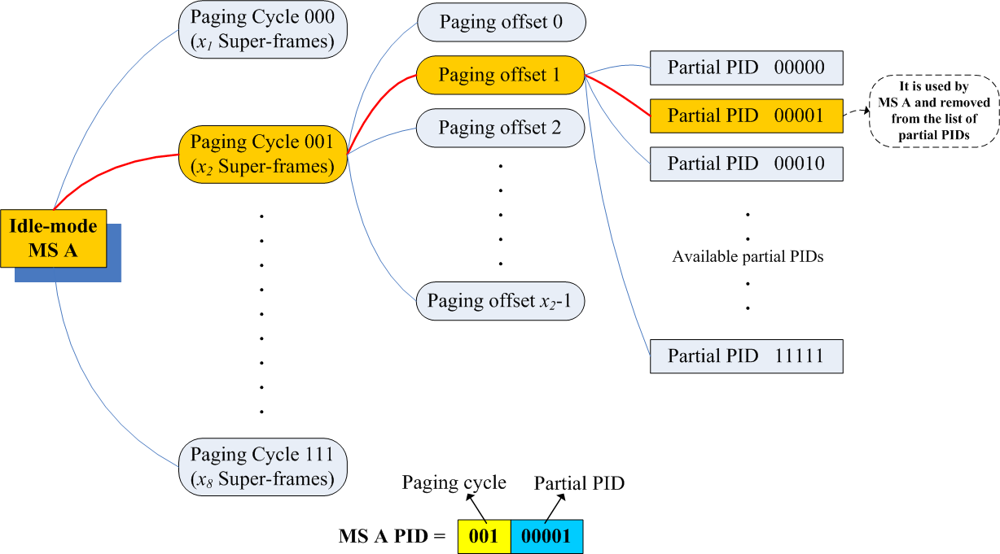 Paging Cycle 000
(x1 Super-frames)
Paging offset 0
Paging offset 1
Partial PID 00000
It is used by
MS A and removed
from the list of
partial PIDs
Partial PID 00001
Paging offset 2
Paging Cycle 001
(x2 Super-frames)
Partial PID 00010
Idle-mode
MS A
Available partial PIDs
Paging offset x2-1
Partial PID 11111
Paging Cycle 111
(x8 Super-frames)
Paging cycle
Partial PID
MS A PID = 001 00001